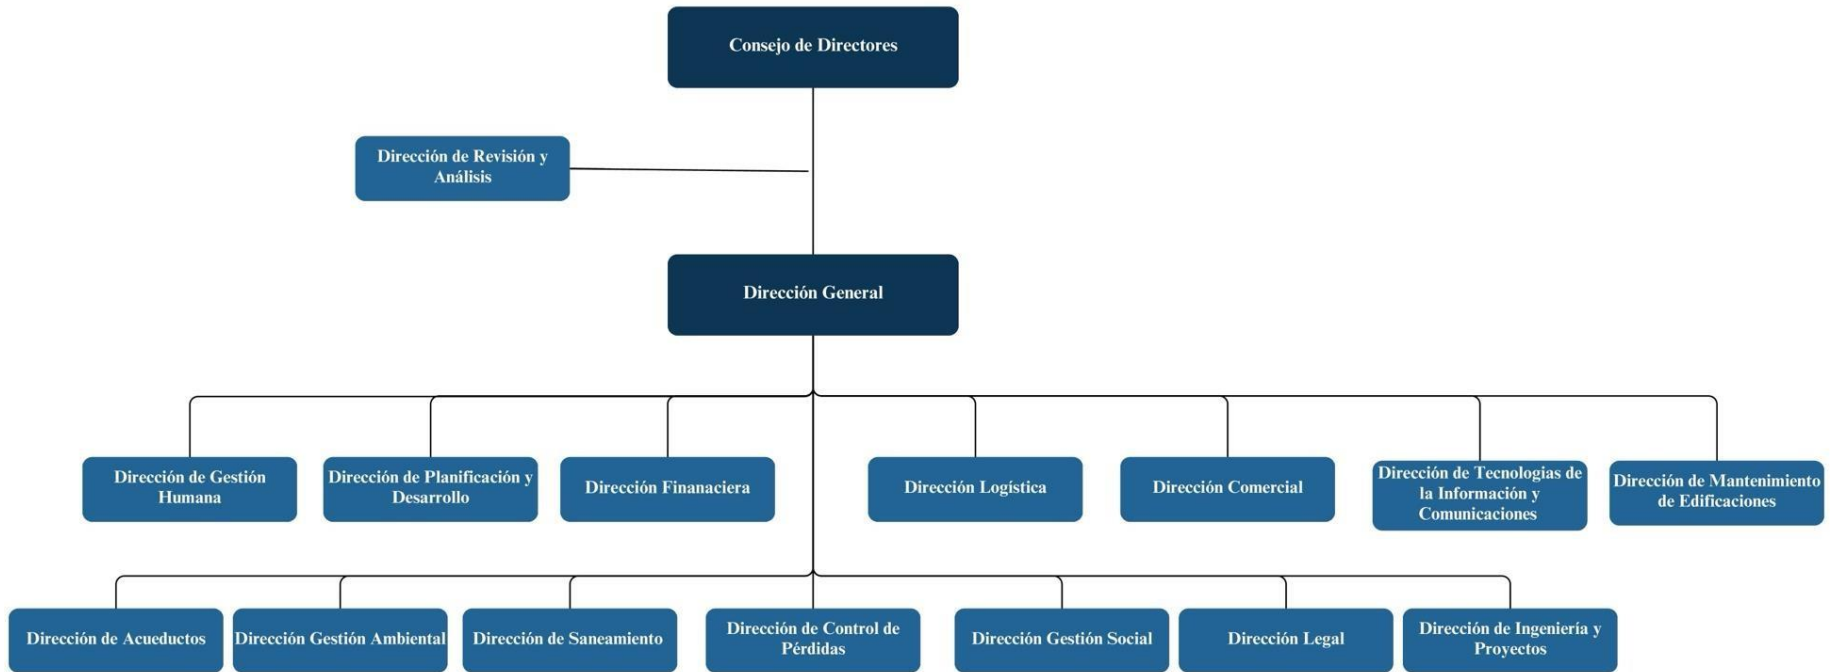 Consejo de Directores
Dirección de Revisión y
Análisis
Dirección General
Dirección de Gestión
Humana
Dirección de Planificación y
Desarrollo
Dirección Finanaciera
Dirección Logística
Dirección Comercial
Dirección de Tecnologias de
la Información y
Comunicaciones
Dirección de Mantenimiento
de Edificaciones
Dirección de Acueductos
Dirección Gestión Ambiental
Dirección de Saneamiento
Dirección de Control de
Pérdidas
Dirección Gestión Social
Dirección Legal
Dirección de Ingeniería y
Proyectos